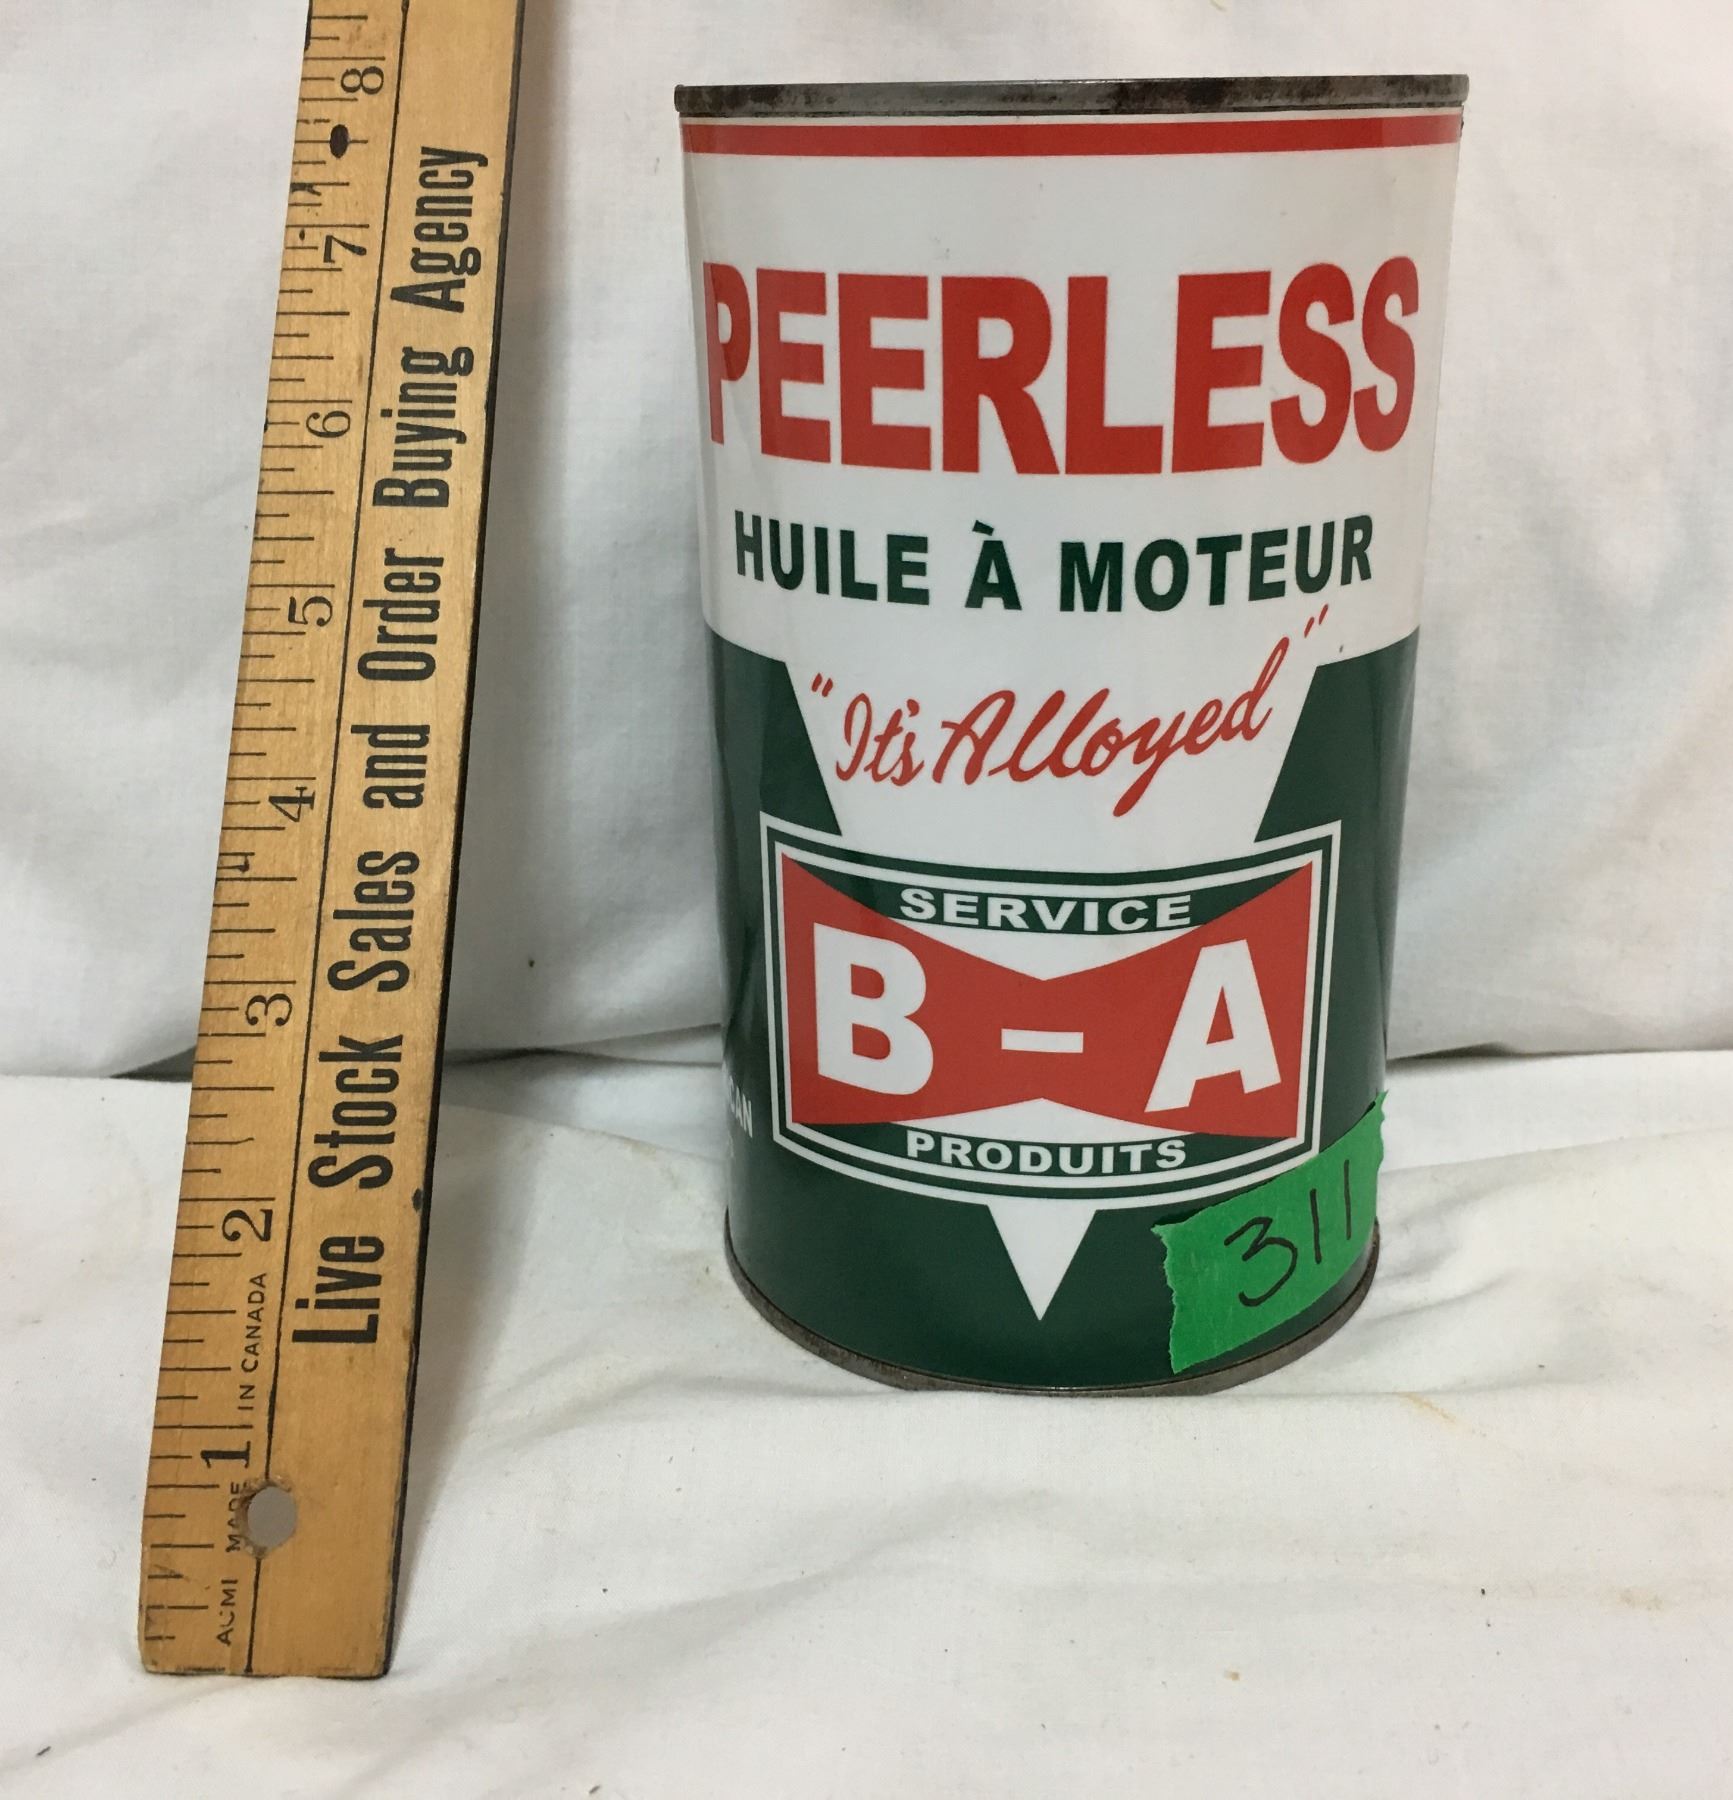 PEERLESS
HUILE À MOTEUR
"It's Alloyed"
SERVICE
B-A
PRODUITS
311
Live Stock Sales and Order Buying Agency
ACMI MADE IN CANADA
1 2 3 4 5 6 7 8